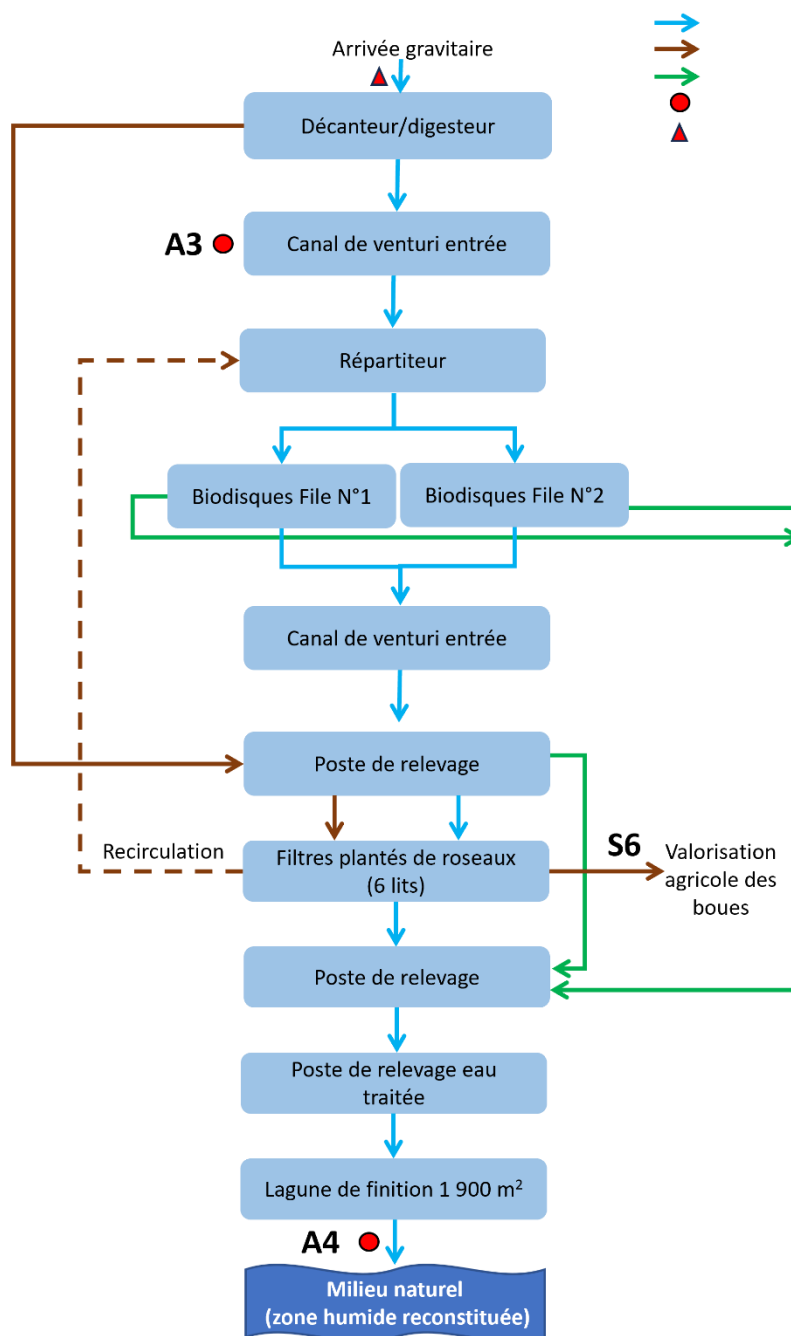 Arrivée gravitaire
Décanteur/digesteur
A3
Canal de venturi entrée
Répartiteur
Biodisques File N°1
Biodisques File N°2
Canal de venturi entrée
Poste de relevage
Recirculation
Filtres plantés de roseaux
(6 lits)
S6
Valorisation
agricole des
boues
Poste de relevage
Poste de relevage eau
traitée
Lagune de finition 1 900 m²
A4
Milieu naturel
(zone humide reconstituée)